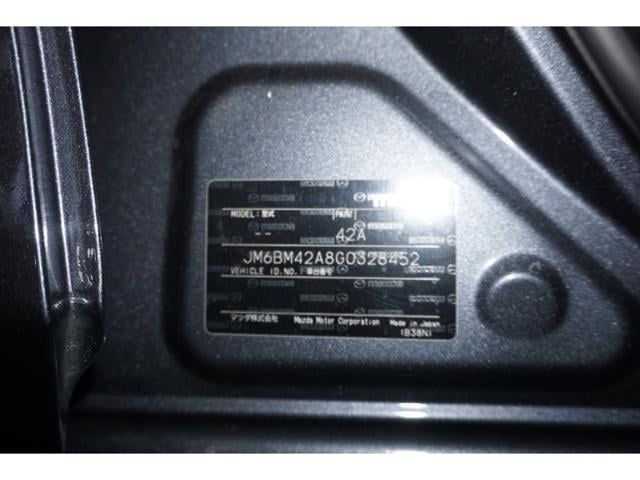 MODEL: 型式 PAINT
-- 42A
JM6BM42A8G0328452
VEHICLE ID.NO.: 車台番号
マツダ株式会社 Mazda Motor Corporation Made in Japan
(B38N)